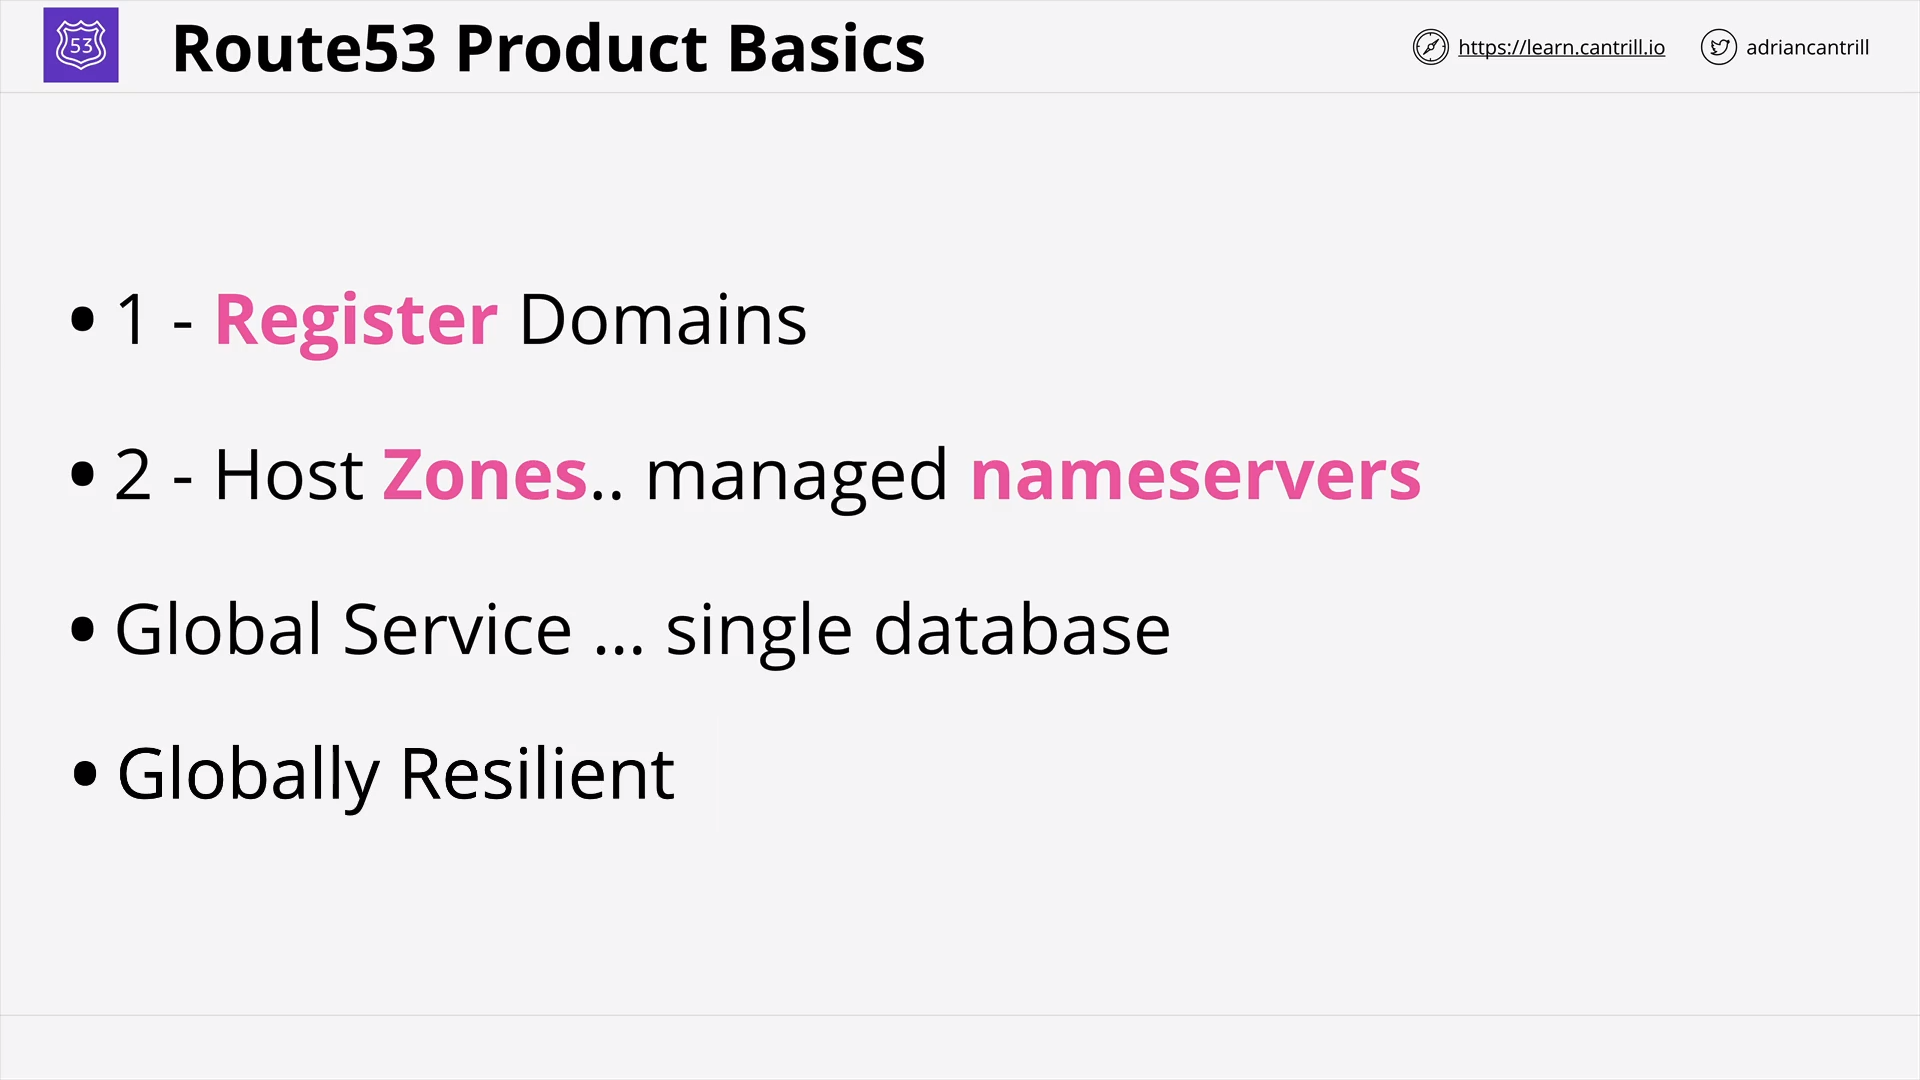 53
Route53 Product Basics
https://learn.cantrill.io
adriancantrill
• 1 - Register Domains
• 2 - Host Zones.. managed nameservers
• Global Service ... single database
• Globally Resilient